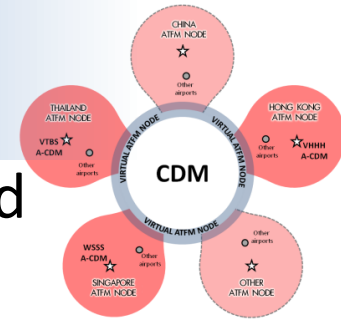 CHINA
ATFM NODE
Other
airports
THAILAND
ATFM NODE
VTBS
A-CDM
Other
airports
HONG KONG
ATFM NODE
Other
airports
VHHH
A-CDM
VIRTUAL ATFM NODE
VIRTUAL ATFM NODE
CDM
d
VIRTUAL ATFM NODE
WSSS
A-CDM
Other
airports
SINGAPORE
ATFM NODE
Other
airports
OTHER
ATFM NODE